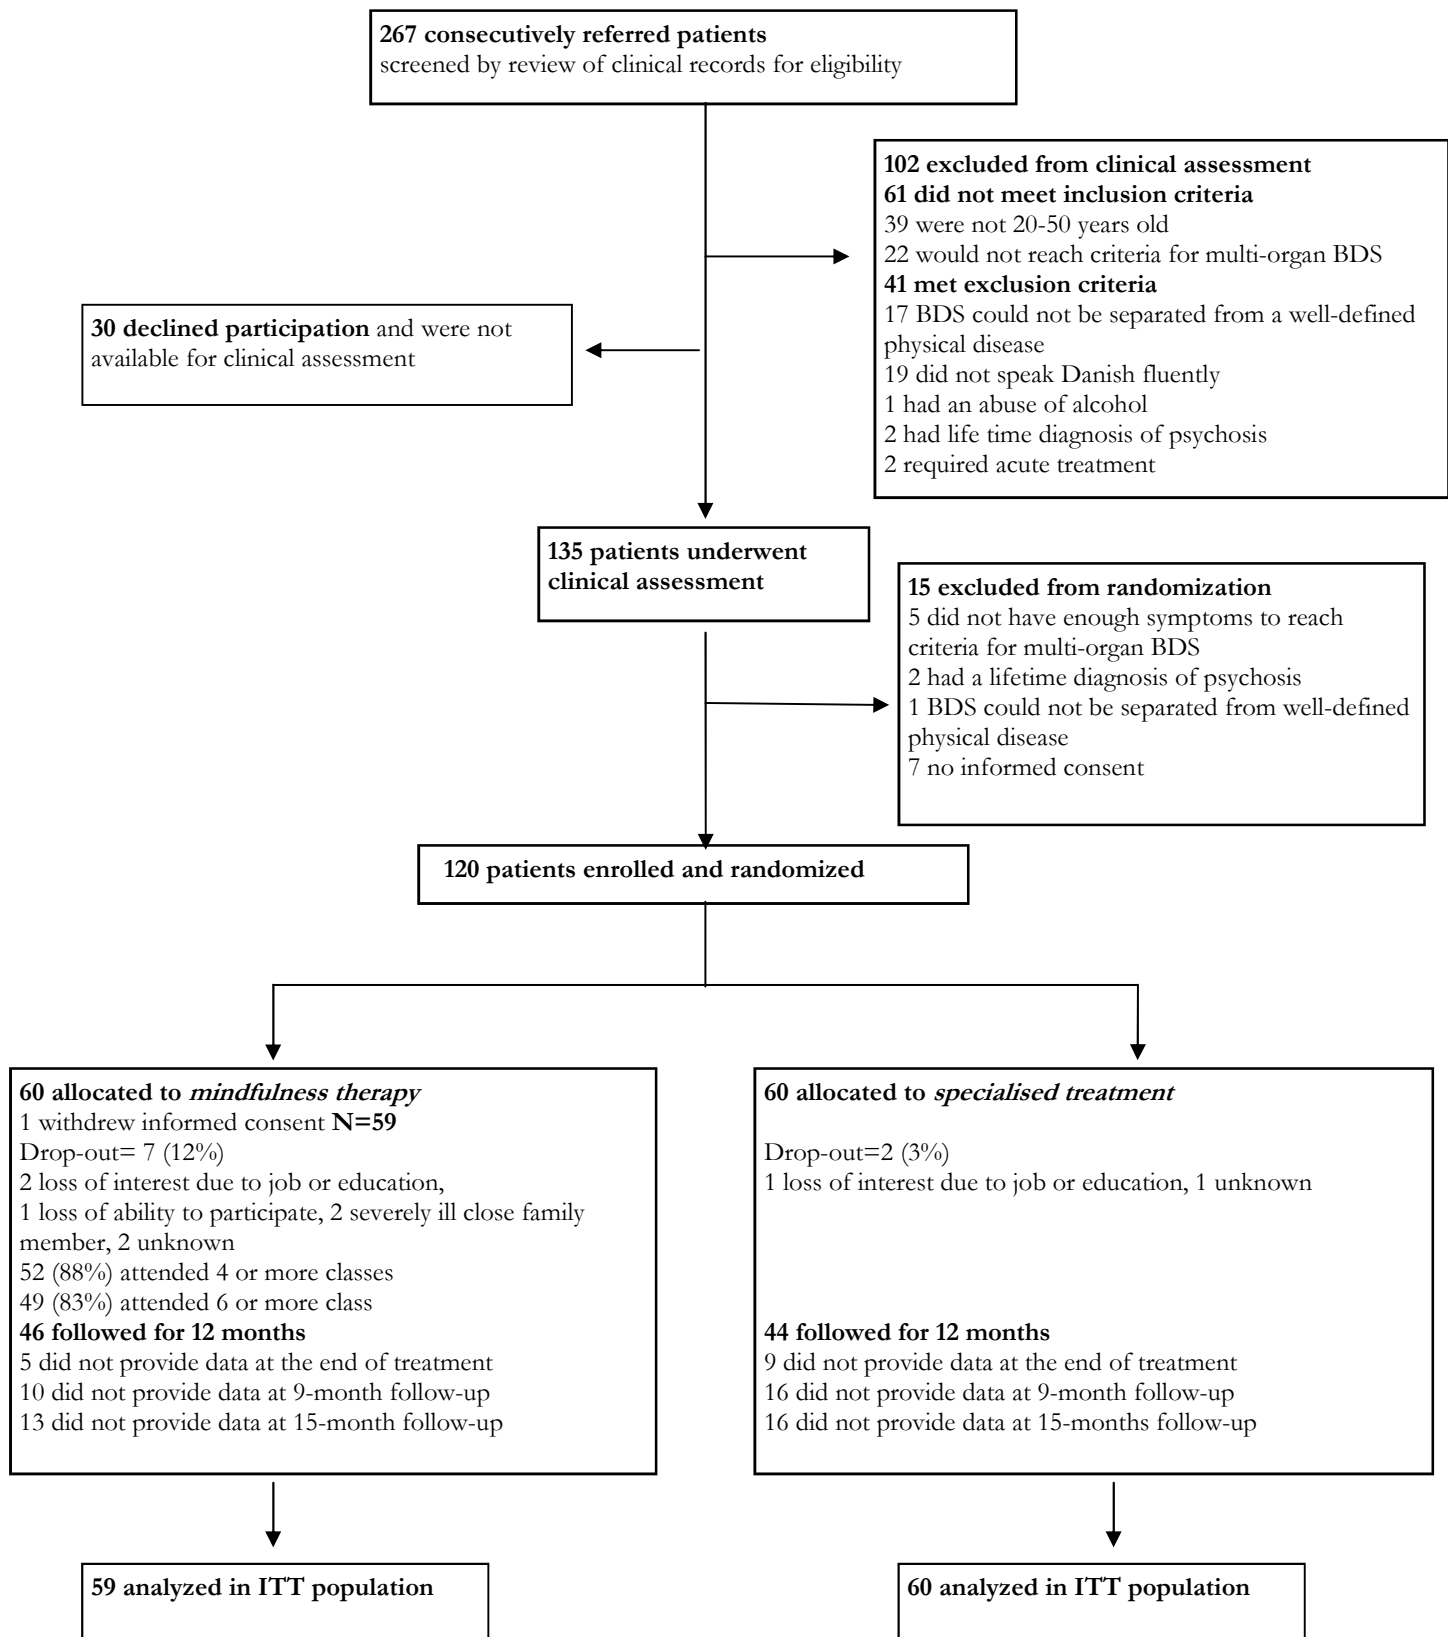 267 consecutively referred patients
screened by review of clinical records for eligibility
102 excluded from clinical assessment
61 did not meet inclusion criteria
39 were not 20-50 years old
22 would not reach criteria for multi-organ BDS
41 met exclusion criteria
17 BDS could not be separated from a well-defined
physical disease
19 did not speak Danish fluently
1 had an abuse of alcohol
2 had life time diagnosis of psychosis
2 required acute treatment
30 declined participation and were not
available for clinical assessment
135 patients underwent
clinical assessment
15 excluded from randomization
5 did not have enough symptoms to reach
criteria for multi-organ BDS
2 had a lifetime diagnosis of psychosis
1 BDS could not be separated from well-defined
physical disease
7 no informed consent
120 patients enrolled and randomized
60 allocated to mindfulness therapy
1 withdrew informed consent N=59
Drop-out= 7 (12%)
2 loss of interest due to job or education,
1 loss of ability to participate, 2 severely ill close family
member, 2 unknown
52 (88%) attended 4 or more classes
49 (83%) attended 6 or more class
46 followed for 12 months
5 did not provide data at the end of treatment
10 did not provide data at 9-month follow-up
13 did not provide data at 15-month follow-up
60 allocated to specialised treatment
Drop-out=2 (3%)
1 loss of interest due to job or education, 1 unknown
44 followed for 12 months
9 did not provide data at the end of treatment
16 did not provide data at 9-month follow-up
16 did not provide data at 15-months follow-up
59 analyzed in ITT population
60 analyzed in ITT population